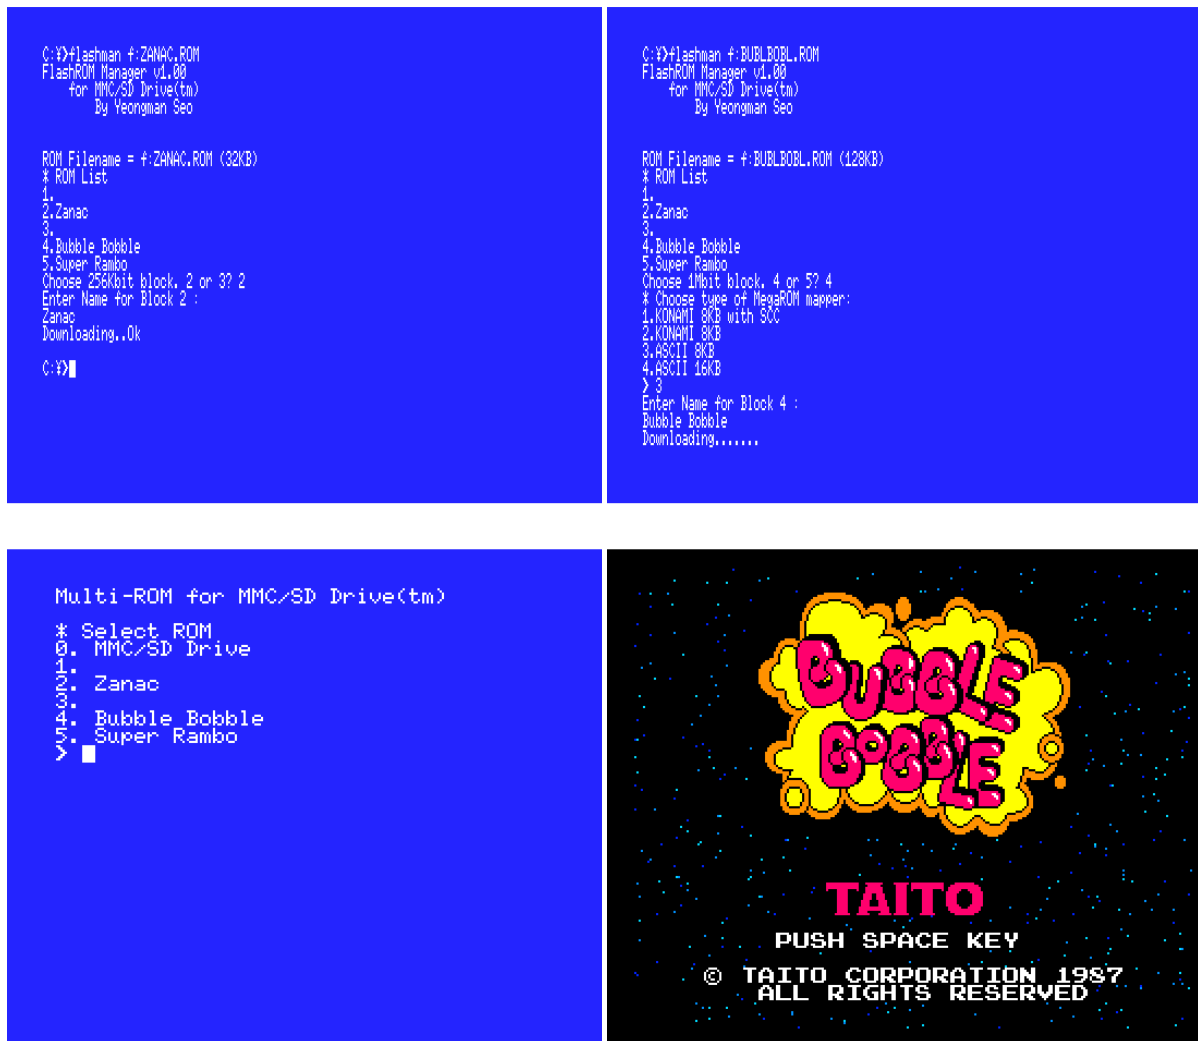 C:¥>flashman f:ZANAC.ROM
FlashROM Manager v1.00
for MMC/SD Drive(tm)
By Yeongman Seo
ROM Filename = f:ZANAC.ROM (32KB)
* ROM List
1.
2.Zanac
3.
4.Bubble Bobble
5.Super Rambo
Choose 256Kbit block. 2 or 3? 2
Enter Name for Block 2 :
Zanac
Downloading..Ok
C:¥>
C:¥>flashman f:BUBLBOBL.ROM
FlashROM Manager v1.00
for MMC/SD Drive(tm)
By Yeongman Seo
ROM Filename = f:BUBLBOBL.ROM (128KB)
* ROM List
1.
2.Zanac
3.
4.Bubble Bobble
5.Super Rambo
Choose 1Mbit block. 4 or 5? 4
* Choose type of MegaROM mapper:
1.KONAMI 8KB with SCC
2.KONAMI 8KB
3.ASCII 8KB
4.ASCII 16KB
> 3
Enter Name for Block 4 :
Bubble Bobble
Downloading.......
Multi-ROM for MMC/SD Drive(tm)
* Select ROM
0. MMC/SD Drive
1.
2. Zanac
3.
4. Bubble Bobble
5. Super Rambo
>
BUBBLE
BOBBLE
TAITO
PUSH SPACE KEY
© TAITO CORPORATION 1987
ALL RIGHTS RESERVED